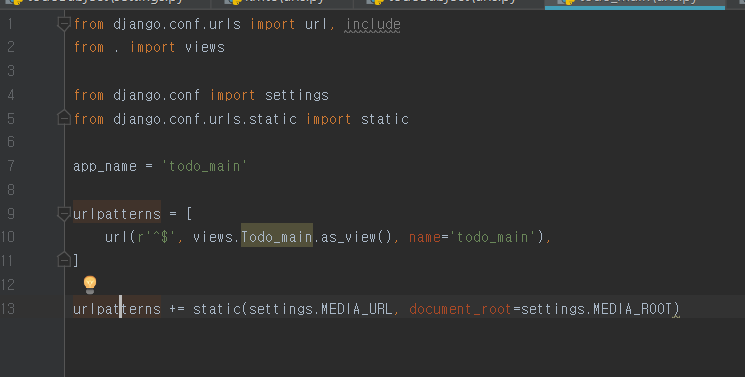 1 from django.conf.urls import url, include
2 from . import views
3
4 from django.conf import settings
5 from django.conf.urls.static import static
6
7 app_name = 'todo_main'
8
9 urlpatterns = [
10     url(r'^$', views.Todo_main.as_view(), name='todo_main'),
11 ]
12
13 urlpatterns += static(settings.MEDIA_URL, document_root=settings.MEDIA_ROOT)